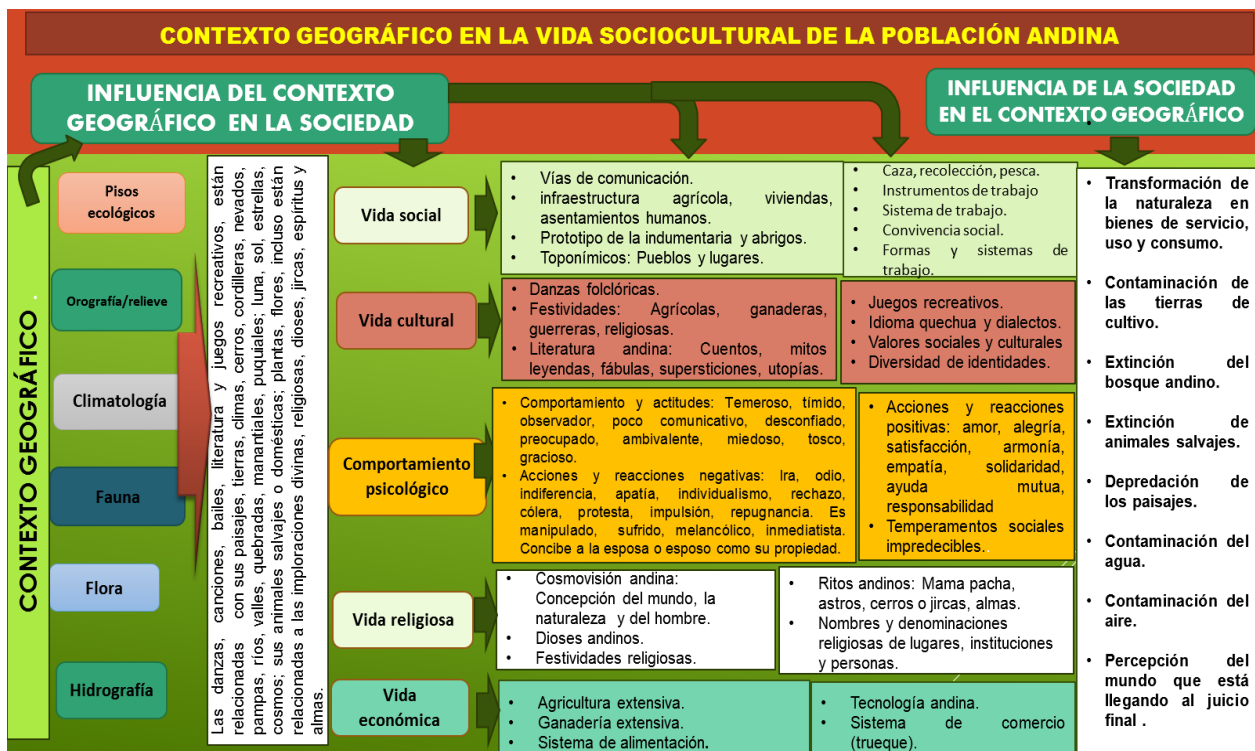 CONTEXTO GEOGRÁFICO EN LA VIDA SOCIOCULTURAL DE LA POBLACIÓN ANDINA
INFLUENCIA DEL CONTEXTO
GEOGRÁFICO EN LA SOCIEDAD
INFLUENCIA DE LA SOCIEDAD
EN EL CONTEXTO GEOGRÁFICO
CONTEXTO GEOGRÁFICO .
Pisos
ecológicos
Orografía/relieve
Climatología
Fauna
Flora
Hidrografía
Las danzas, canciones, bailes, literatura y juegos recreativos, están
relacionadas con sus paisajes, tierras, climas, cerros, cordilleras, nevados,
pampas, ríos, valles, quebradas, manantiales, puquiales; luna, sol, estrellas,
cosmos; sus animales salvajes o domésticas; plantas, flores, incluso están
relacionadas a las imploraciones divinas, religiosas, dioses, jircas, espíritus y
almas.
Vida social
• Vías de comunicación.
• infraestructura agrícola, viviendas,
asentamientos humanos.
• Prototipo de la indumentaria y abrigos.
• Toponímicos: Pueblos y lugares.
• Caza, recolección, pesca.
• Instrumentos de trabajo
• Sistema de trabajo.
• Convivencia social.
• Formas y sistemas de
trabajo.
Vida cultural
• Danzas folclóricas.
• Festividades: Agrícolas, ganaderas,
guerreras, religiosas.
• Literatura andina: Cuentos, mitos
leyendas, fábulas, supersticiones, utopías.
• Juegos recreativos.
• Idioma quechua y dialectos.
• Valores sociales y culturales
• Diversidad de identidades.
Comportamiento
psicológico
• Comportamiento y actitudes: Temeroso, tímido,
observador, poco comunicativo, desconfiado,
preocupado, ambivalente, miedoso, tosco,
gracioso.
• Acciones y reacciones negativas: Ira, odio,
indiferencia, apatía, individualismo, rechazo,
cólera, protesta, impulsión, repugnancia. Es
manipulado, sufrido, melancólico, inmediatista.
Concibe a la esposa o esposo como su propiedad.
• Acciones y reacciones
positivas: amor, alegría,
satisfacción, armonía,
empatía, solidaridad,
ayuda mutua,
responsabilidad
• Temperamentos sociales
impredecibles.
Vida religiosa
• Cosmovisión andina:
Concepción del mundo, la
naturaleza y del hombre.
• Dioses andinos.
• Festividades religiosas.
• Ritos andinos: Mama pacha,
astros, cerros o jircas, almas.
• Nombres y denominaciones
religiosas de lugares, instituciones
y personas.
Vida
económica
• Agricultura extensiva.
• Ganadería extensiva.
• Sistema de alimentación.
• Tecnología andina.
• Sistema de comercio
(trueque).
• Transformación de
la naturaleza en
bienes de servicio,
uso y consumo.
• Contaminación de
las tierras de
cultivo.
• Extinción del
bosque andino.
• Extinción de
animales salvajes.
• Depredación de
los paisajes.
• Contaminación del
agua.
• Contaminación del
aire.
• Percepción del
mundo que está
llegando al juicio
final .